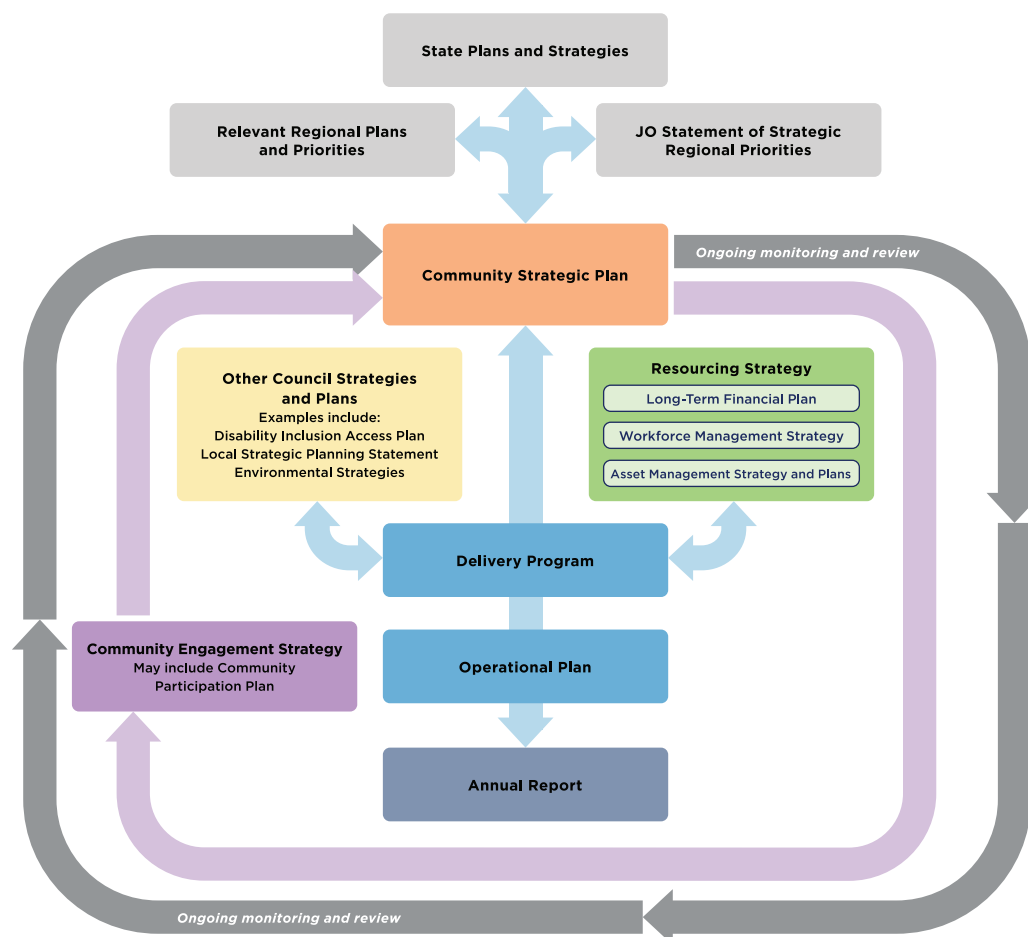 State Plans and Strategies
Relevant Regional Plans
and Priorities
JO Statement of Strategic
Regional Priorities
Community Strategic Plan
Ongoing monitoring and review
Other Council Strategies
and Plans
Examples include:
Disability Inclusion Access Plan
Local Strategic Planning Statement
Environmental Strategies
Resourcing Strategy
Long-Term Financial Plan
Workforce Management Strategy
Asset Management Strategy and Plans
Delivery Program
Community Engagement Strategy
May include Community
Participation Plan
Operational Plan
Annual Report
Ongoing monitoring and review